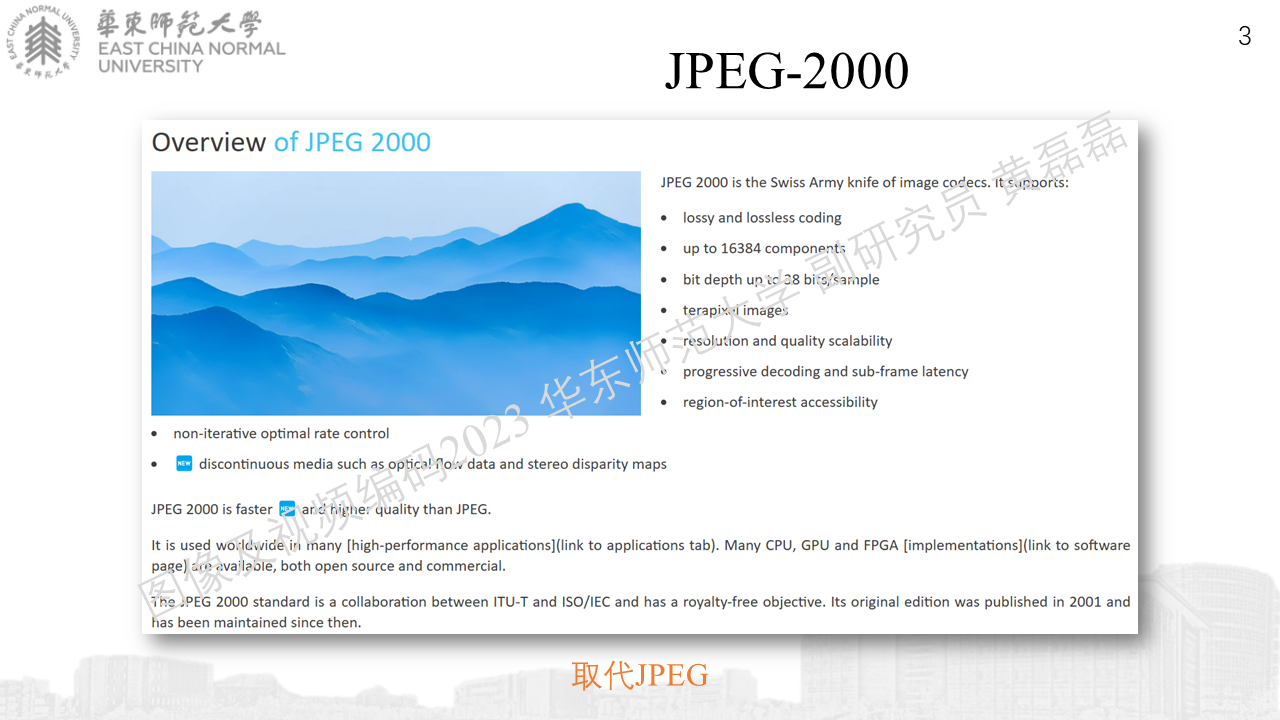 華東師範大學
EAST CHINA NORMAL
UNIVERSITY
EAST CHINA NORMAL UNIVERSITY
華東師範大學
3
JPEG-2000
Overview of JPEG 2000
JPEG 2000 is the Swiss Army knife of image codecs. It supports:
• lossy and lossless coding
• up to 16384 components
• bit depth up to 38 bits/sample
• terapixel images
• resolution and quality scalability
• progressive decoding and sub-frame latency
• region-of-interest accessibility
• non-iterative optimal rate control
• NEW discontinuous media such as optical flow data and stereo disparity maps
JPEG 2000 is faster NEW and higher quality than JPEG.
It is used worldwide in many [high-performance applications](link to applications tab). Many CPU, GPU and FPGA [implementations](link to software
page) are available, both open source and commercial.
The JPEG 2000 standard is a collaboration between ITU-T and ISO/IEC and has a royalty-free objective. Its original edition was published in 2001 and
has been maintained since then.
图像及视频编码2023 华东师范大学 副研究员 黄磊磊
取代JPEG